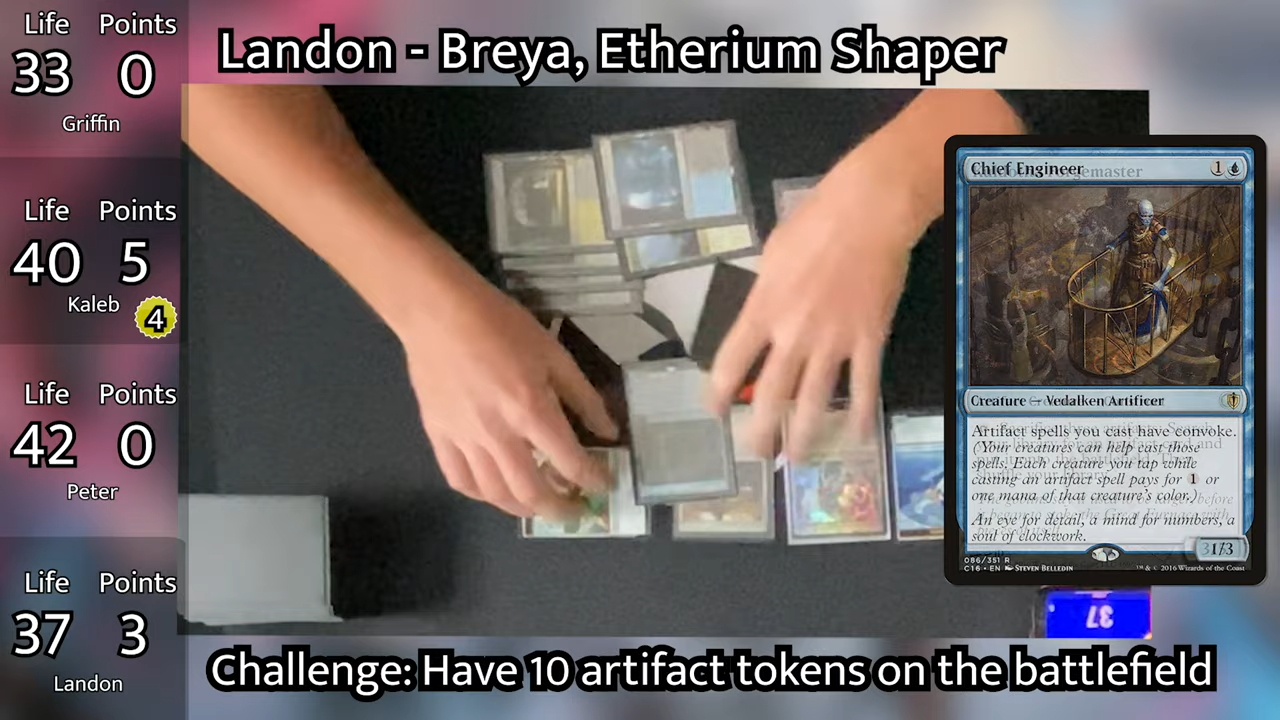 Life Points
33 0
Griffin
Life Points
40 5
Kaleb
4
Life Points
42 0
Peter
Life Points
37 3
Landon
Landon - Breya, Etherium Shaper
Chief Engineer 1
Creature — Vedalken Artificer
Artifact spells you cast have convoke.
(Your creatures can help cast those
spells. Each creature you tap while
casting an artifact spell pays for 1 or
one mana of that creature's color.)
An eye for detail, a mind for numbers, a
soul of clockwork.
1/3
086/351 R
C16 • EN Steven Belledin
™ & © 2016 Wizards of the Coast
37
Challenge: Have 10 artifact tokens on the battlefield